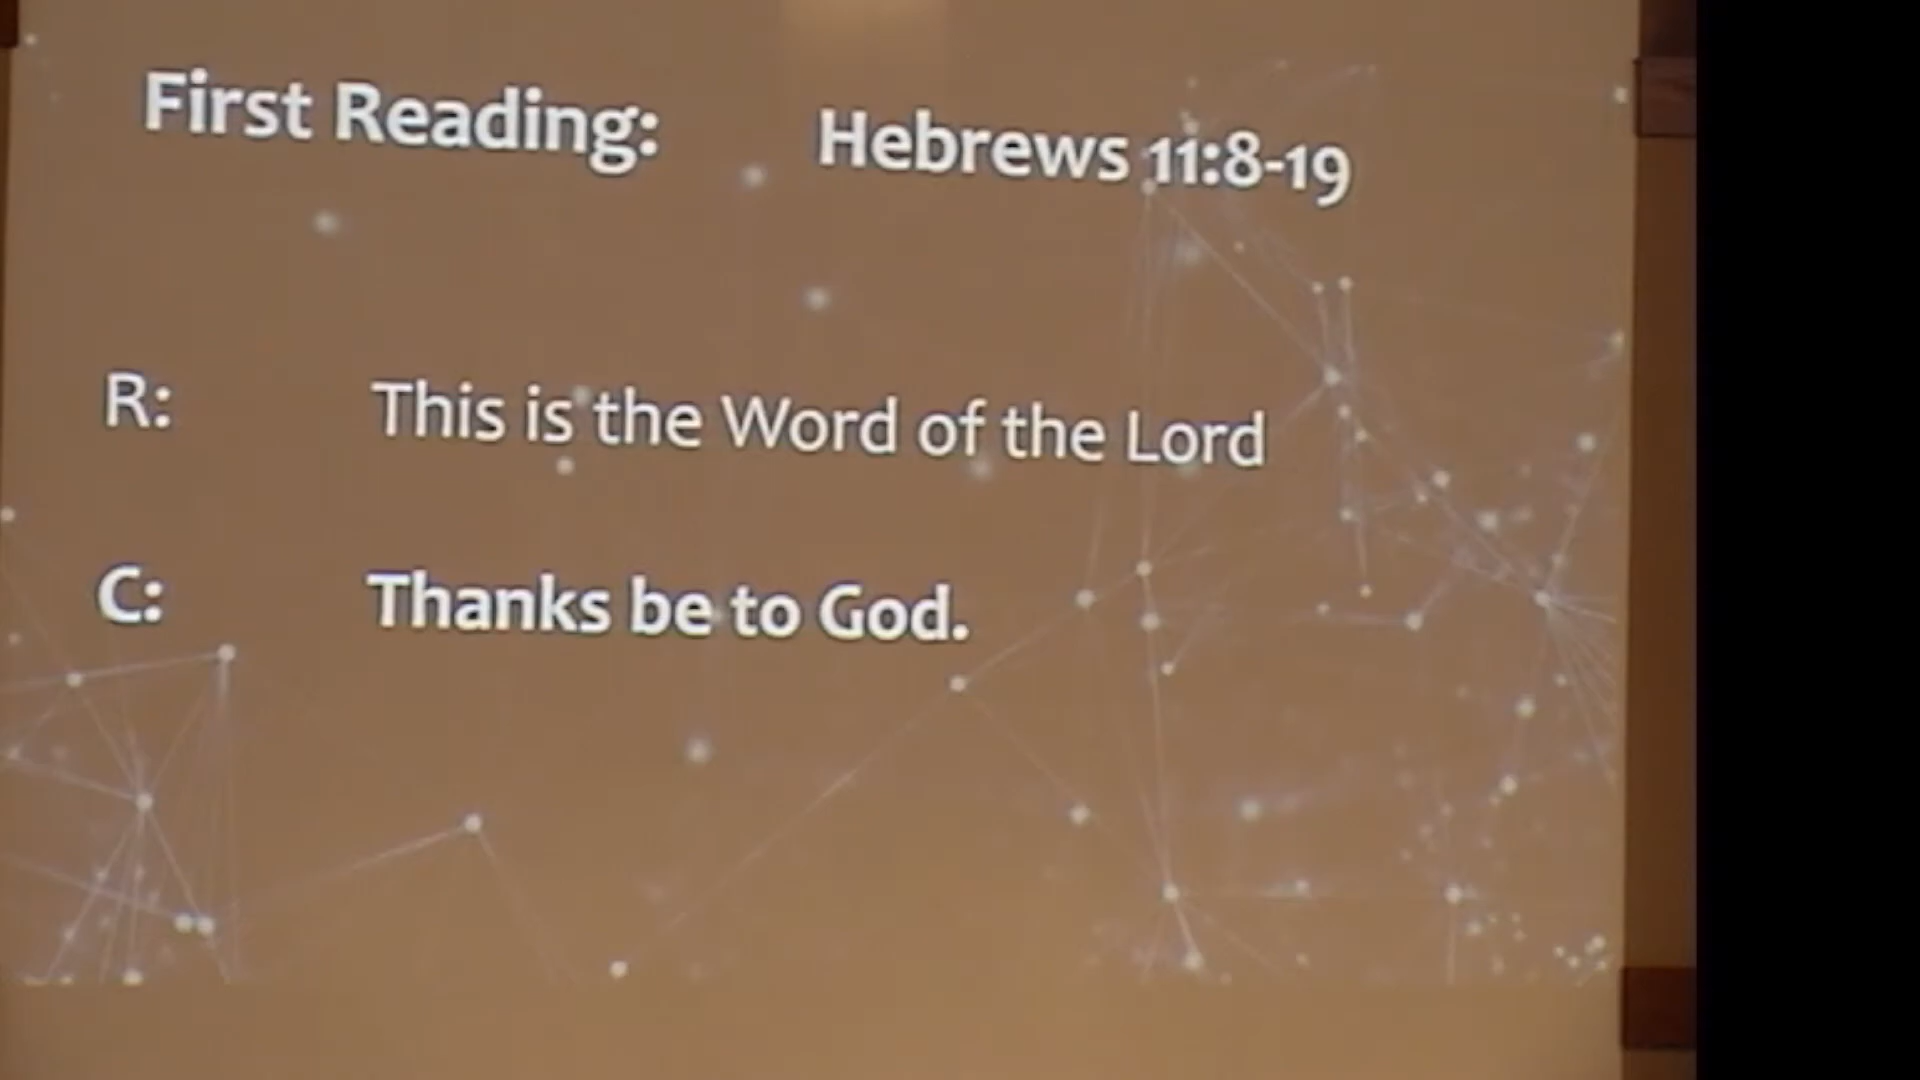 First Reading: Hebrews 11:8-19
R: This is the Word of the Lord
C: Thanks be to God.